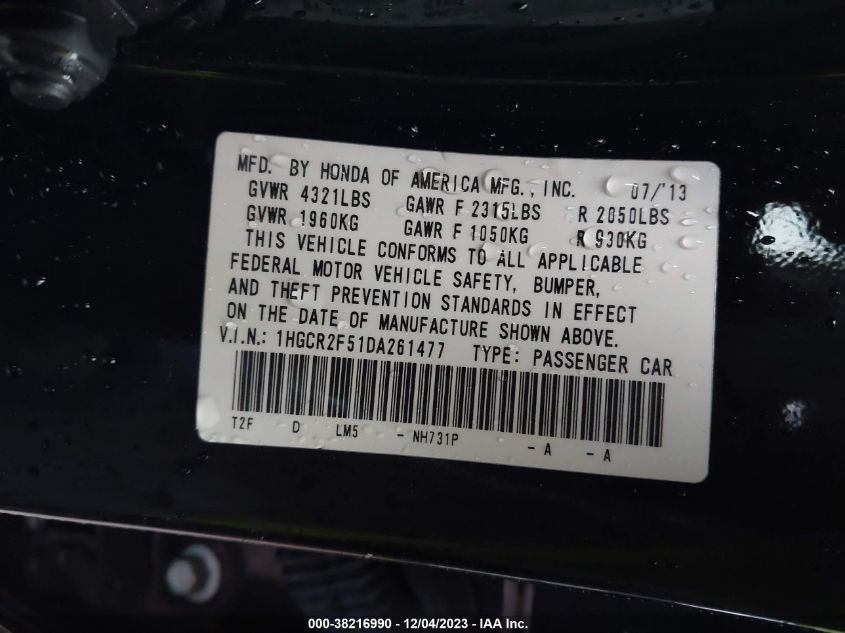 MFD. BY HONDA OF AMERICA MFG., INC. 07/'13
GVWR 4321LBS GAWR F 2315LBS R 2050LBS
GVWR 1960KG GAWR F 1050KG R 930KG
THIS VEHICLE CONFORMS TO ALL APPLICABLE
FEDERAL MOTOR VEHICLE SAFETY, BUMPER,
AND THEFT PREVENTION STANDARDS IN EFFECT
ON THE DATE OF MANUFACTURE SHOWN ABOVE.
V.I.N.: 1HGCR2F51DA261477 TYPE: PASSENGER CAR
T2F D LM5 - NH731P - A - A
000-38216990 - 12/04/2023 - IAA Inc.